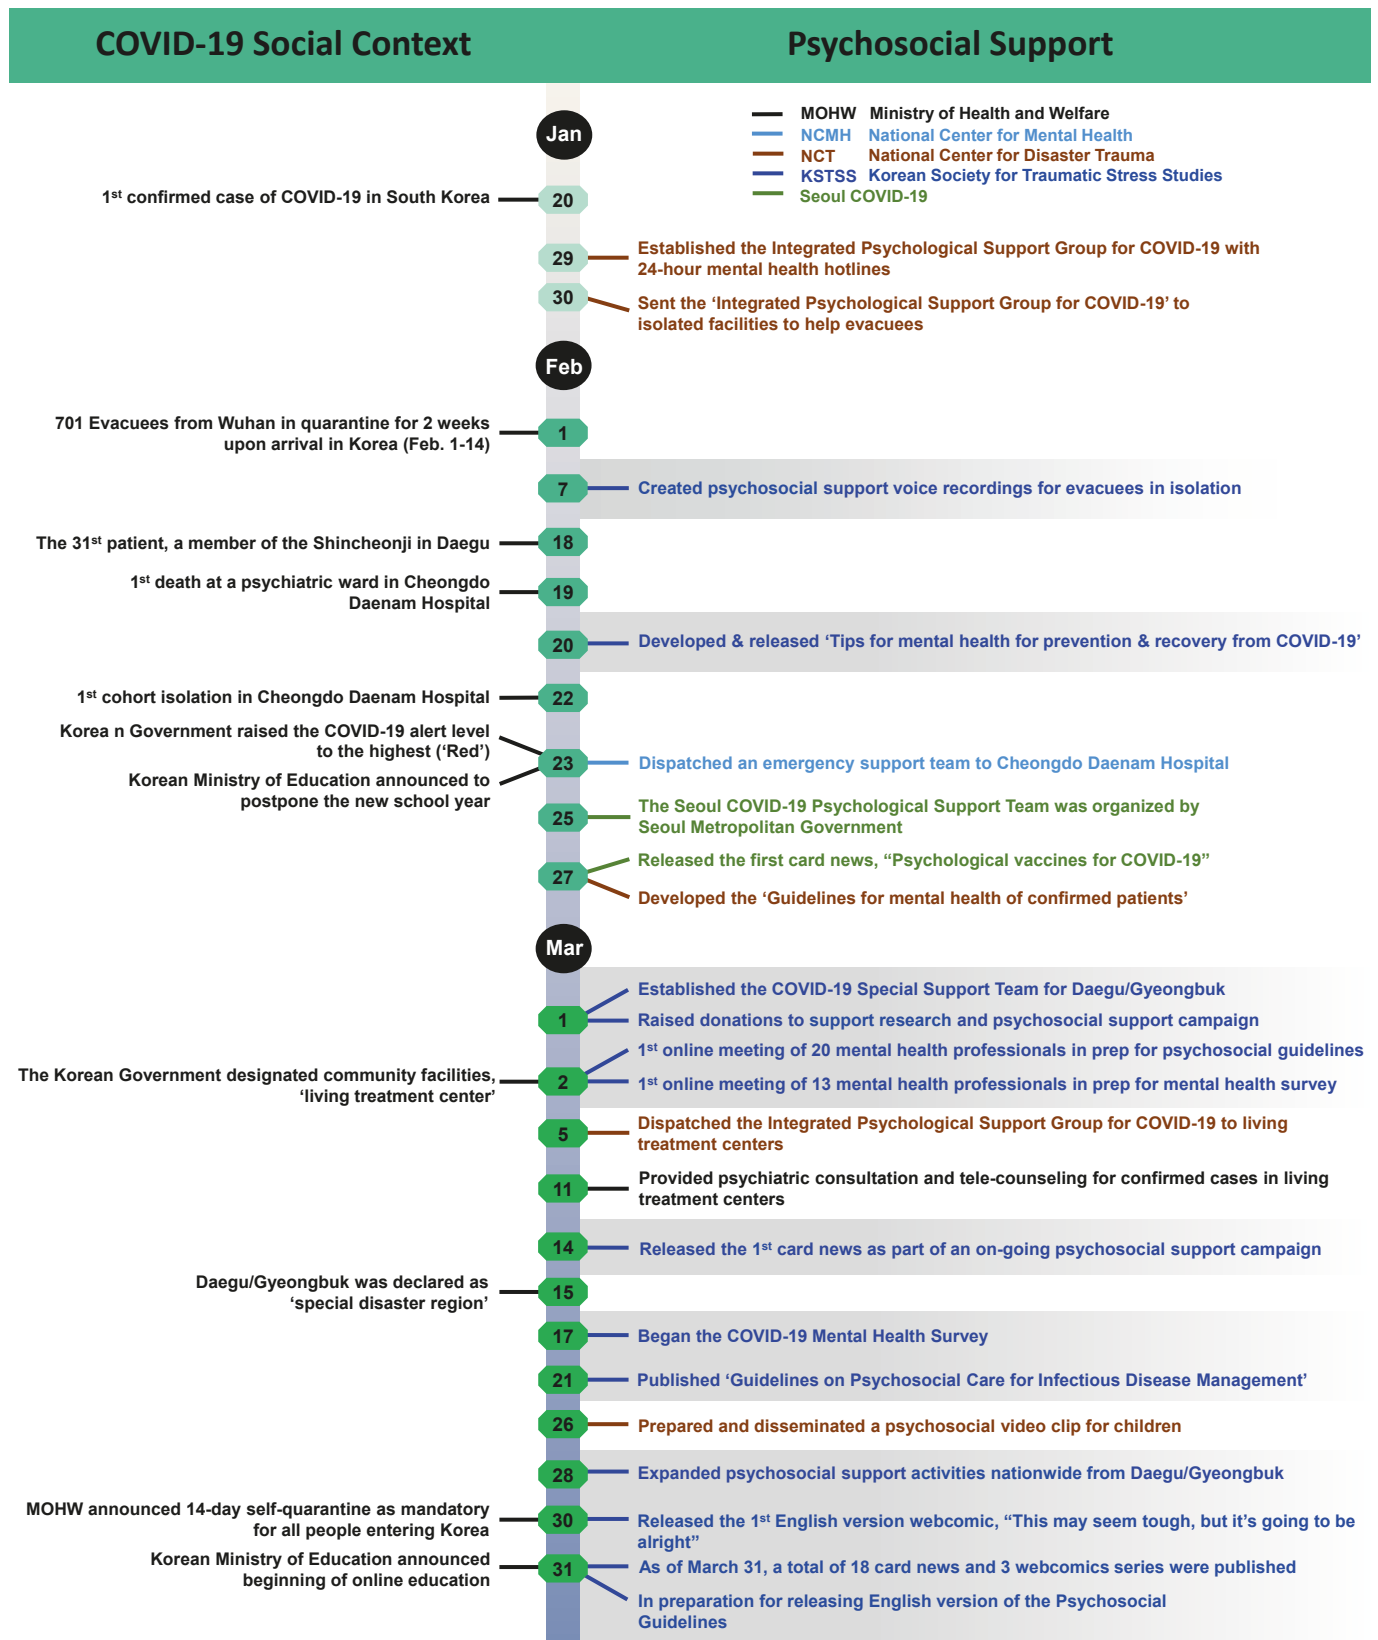 COVID-19 Social Context
Psychosocial Support
MOHW Ministry of Health and Welfare
NCMH National Center for Mental Health
NCT National Center for Disaster Trauma
KSTSS Korean Society for Traumatic Stress Studies
Seoul COVID-19
Jan
1st confirmed case of COVID-19 in South Korea
20
29
Established the Integrated Psychological Support Group for COVID-19 with
24-hour mental health hotlines
30
Sent the ‘Integrated Psychological Support Group for COVID-19’ to
isolated facilities to help evacuees
Feb
701 Evacuees from Wuhan in quarantine for 2 weeks
upon arrival in Korea (Feb. 1-14)
1
7
Created psychosocial support voice recordings for evacuees in isolation
The 31st patient, a member of the Shincheonji in Daegu
18
1st death at a psychiatric ward in Cheongdo
Daenam Hospital
19
20
Developed & released ‘Tips for mental health for prevention & recovery from COVID-19’
1st cohort isolation in Cheongdo Daenam Hospital
22
Korea n Government raised the COVID-19 alert level
to the highest (‘Red’)
Korean Ministry of Education announced to
postpone the new school year
23
Dispatched an emergency support team to Cheongdo Daenam Hospital
25
The Seoul COVID-19 Psychological Support Team was organized by
Seoul Metropolitan Government
27
Released the first card news, “Psychological vaccines for COVID-19”
Developed the ‘Guidelines for mental health of confirmed patients’
Mar
1
Established the COVID-19 Special Support Team for Daegu/Gyeongbuk
Raised donations to support research and psychosocial support campaign
The Korean Government designated community facilities,
‘living treatment center’
2
1st online meeting of 20 mental health professionals in prep for psychosocial guidelines
1st online meeting of 13 mental health professionals in prep for mental health survey
5
Dispatched the Integrated Psychological Support Group for COVID-19 to living
treatment centers
11
Provided psychiatric consultation and tele-counseling for confirmed cases in living
treatment centers
14
Released the 1st card news as part of an on-going psychosocial support campaign
Daegu/Gyeongbuk was declared as
‘special disaster region’
15
17
Began the COVID-19 Mental Health Survey
21
Published ‘Guidelines on Psychosocial Care for Infectious Disease Management’
26
Prepared and disseminated a psychosocial video clip for children
28
Expanded psychosocial support activities nationwide from Daegu/Gyeongbuk
MOHW announced 14-day self-quarantine as mandatory
for all people entering Korea
30
Released the 1st English version webcomic, “This may seem tough, but it’s going to be
alright”
Korean Ministry of Education announced
beginning of online education
31
As of March 31, a total of 18 card news and 3 webcomics series were published
In preparation for releasing English version of the Psychosocial
Guidelines